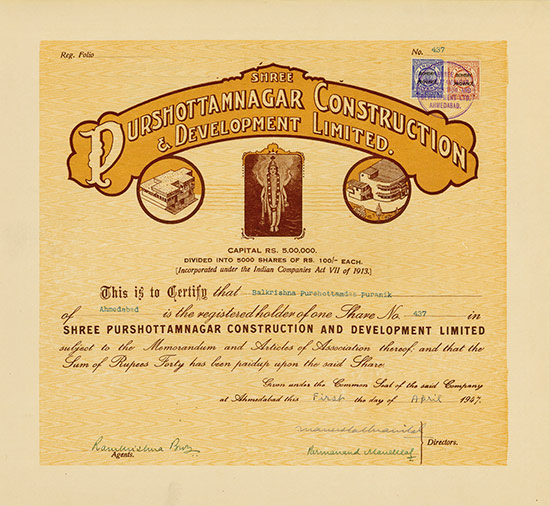 Reg. Folio
No. 437
SHREE
PURSHOTTAMNAGAR CONSTRUCTION
& DEVELOPMENT LIMITED.
AHMEDABAD.
CAPITAL RS. 5,00,000.
DIVIDED INTO 5000 SHARES OF RS. 100/- EACH.
(Incorporated under the Indian Companies Act VII of 1913.)
This is to Certify that Balkrishna Purshottamdas Puranik
of Ahmedabad is the registered holder of one Share No. 437 in
SHREE PURSHOTTAMNAGAR CONSTRUCTION AND DEVELOPMENT LIMITED
subject to the Memorandum and Articles of Association thereof: and that the
Sum of Rupees Forty has been paidup upon the said Share:
Given under the Common Seal of the said Company
at Ahmedabad this First the day of April 1947.
Ramkrishna Bros
Agents.
Directors.